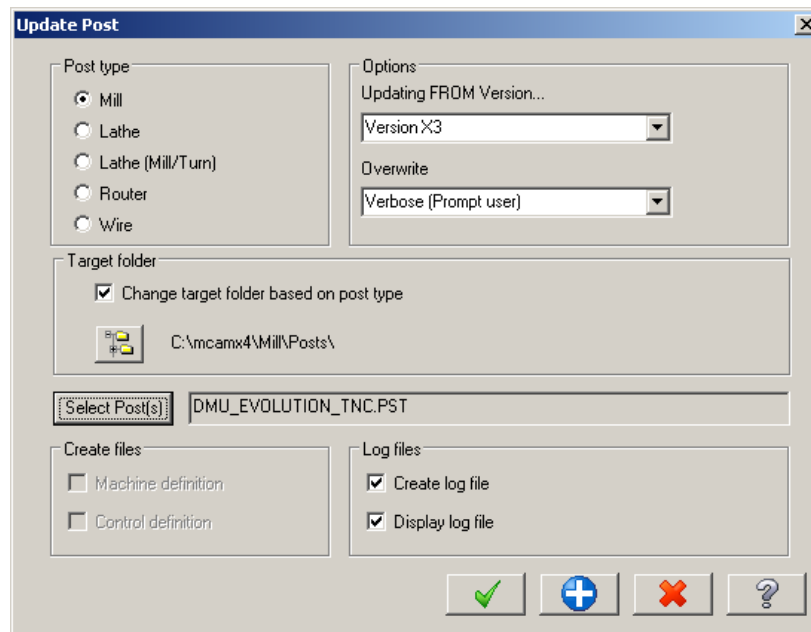 Update Post
Post type
Mill
Lathe
Lathe (Mill/Turn)
Router
Wire
Options
Updating FROM Version...
Version X3
Overwrite
Verbose (Prompt user)
Target folder
Change target folder based on post type
C:\mcamx4\Mill\Posts\
Select Post(s) DMU_EVOLUTION_TNC.PST
Create files
Machine definition
Control definition
Log files
Create log file
Display log file